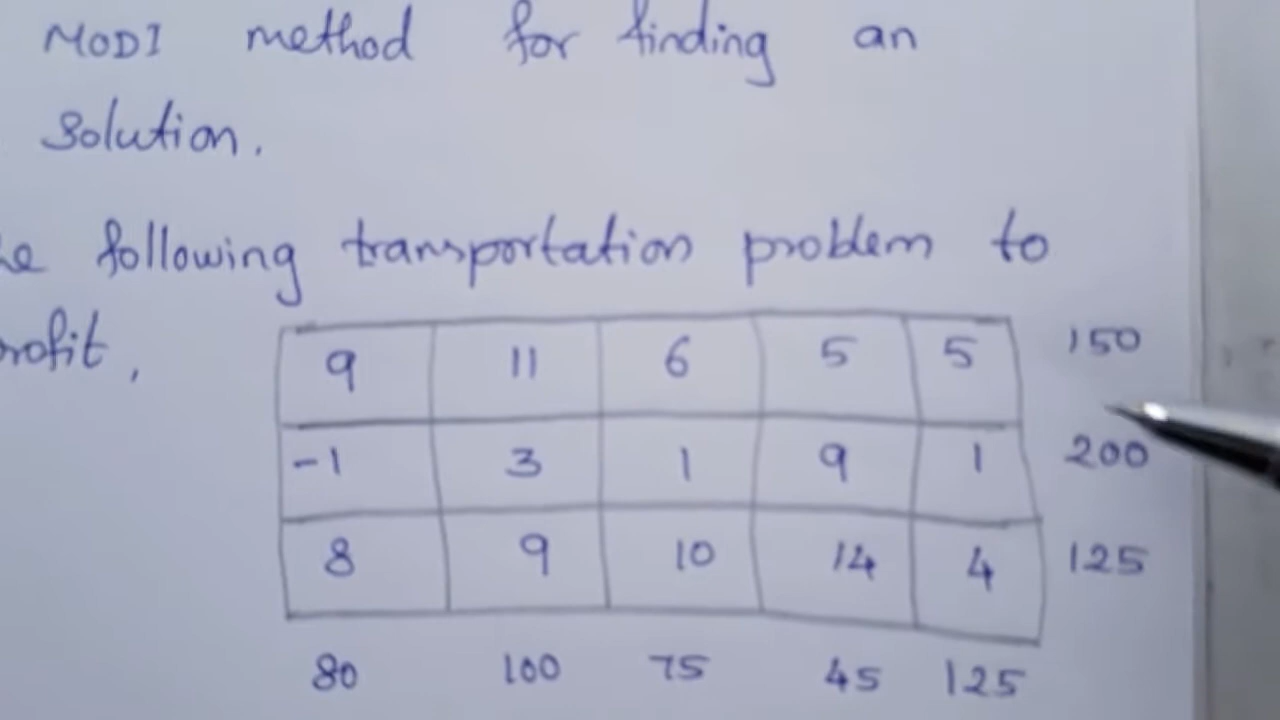 MODI method for finding an
solution.
following transportation problem to
9 11 6 5 5 150
-1 3 1 9 1 200
8 9 10 14 4 125
80 100 75 45 125